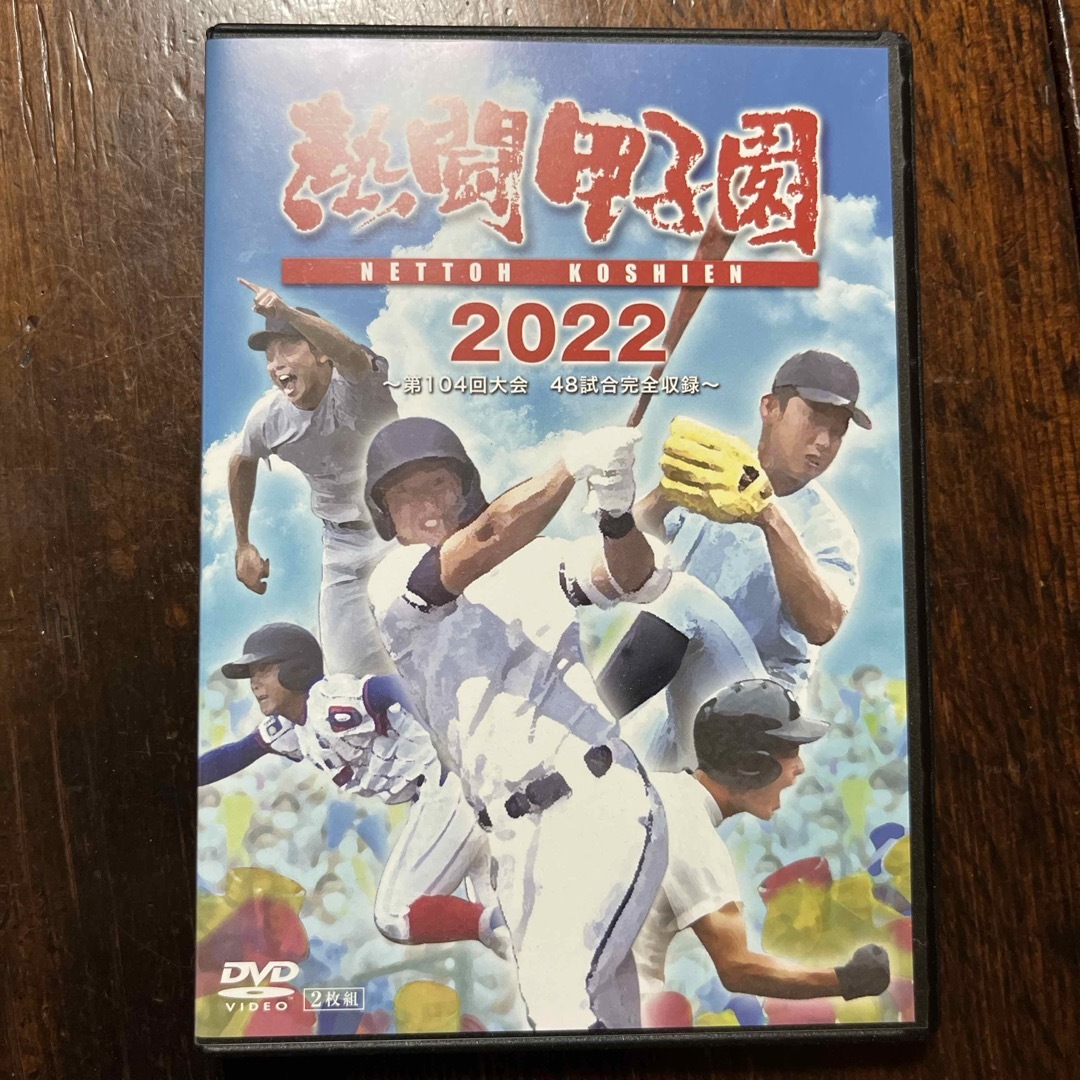 熱闘甲子園
NETTOH KOSHIEN
2022
〜第104回大会 48試合完全収録〜
DVD
VIDEO
2枚組